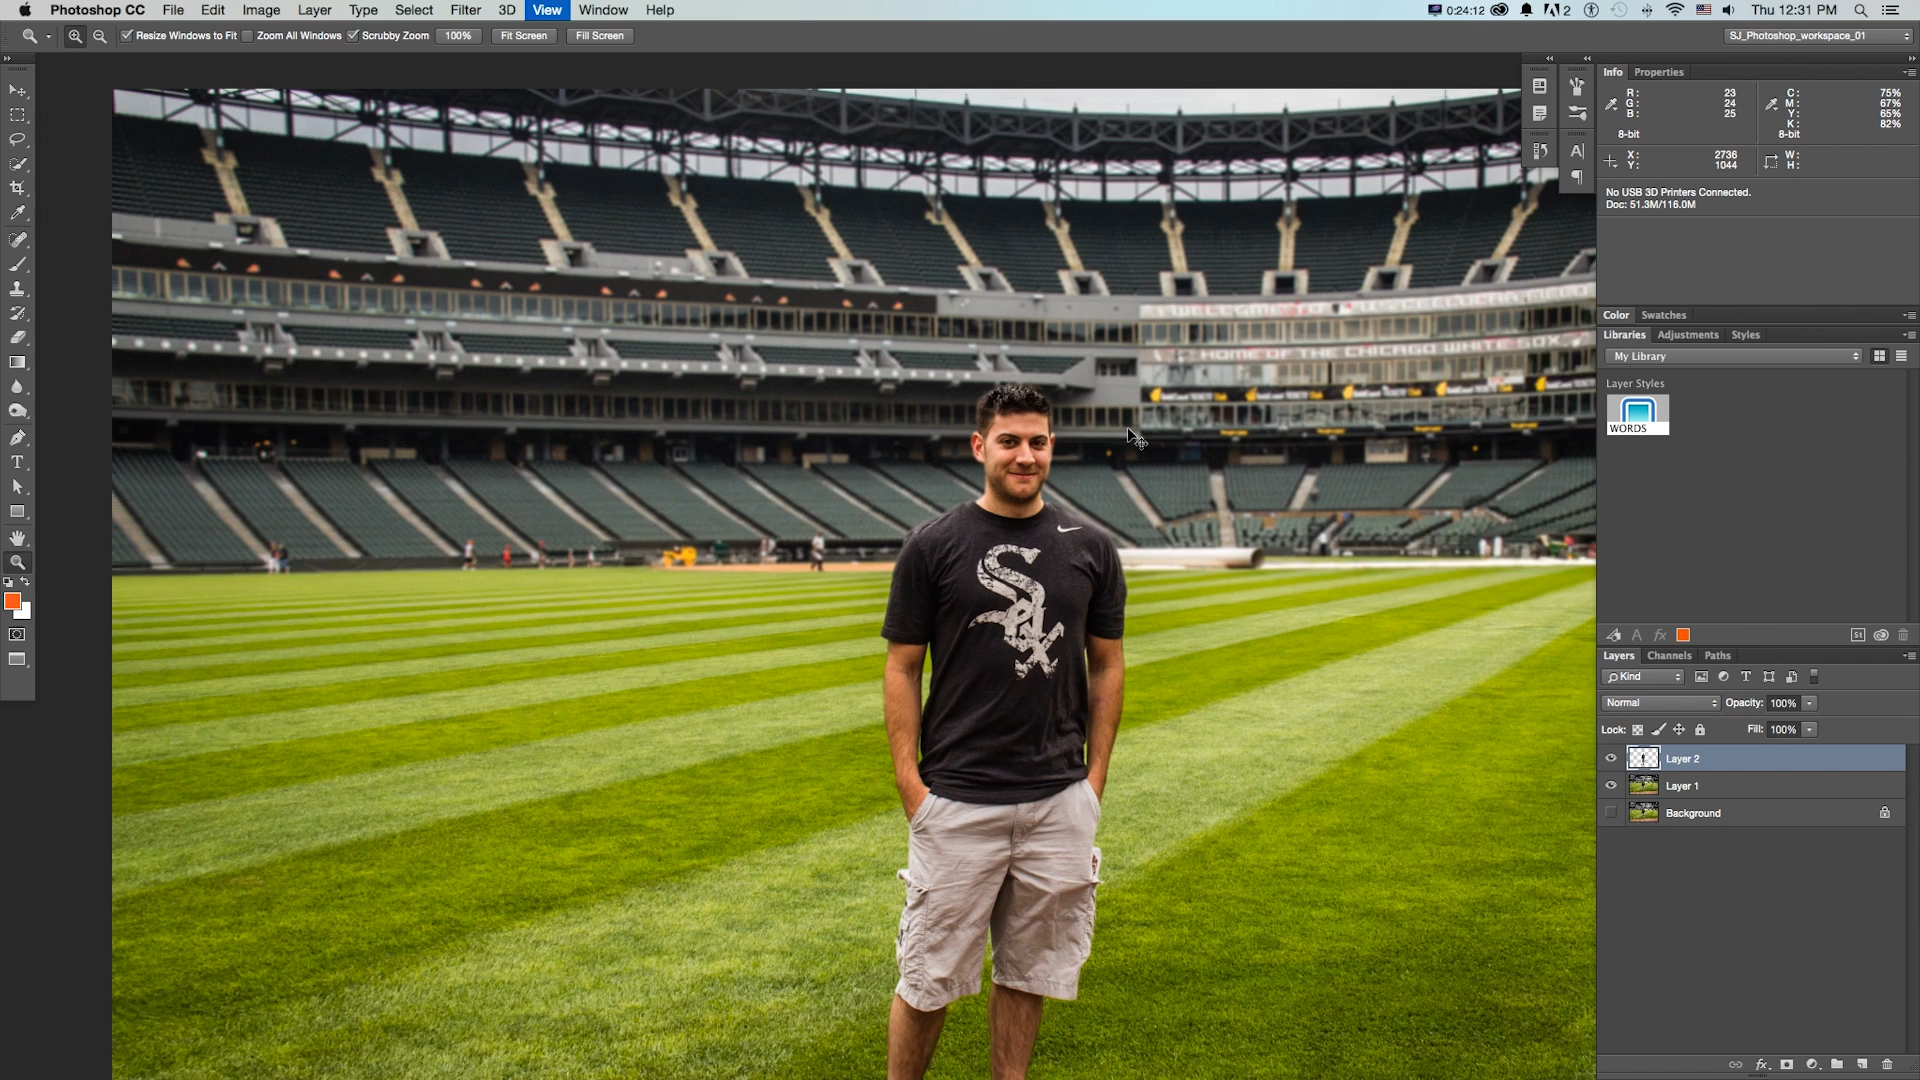 Photoshop CC File Edit Image Layer Type Select Filter 3D View Window Help 0:24:12 2 Thu 12:31 PM
Resize Windows to Fit Zoom All Windows Scrubby Zoom 100% Fit Screen Fill Screen SJ_Photoshop_workspace_01
Info Properties
R: 23 C: 75%
G: 24 M: 67%
B: 25 Y: 65%
K: 82%
8-bit 8-bit
X: 2736 W:
Y: 1044 H:
No USB 3D Printers Connected.
Doc: 51.3M/116.0M
Color Swatches
Libraries Adjustments Styles
My Library
Layer Styles
WORDS
HOME OF THE CHICAGO WHITE SOX
Sox
Layers Channels Paths
Kind
Normal Opacity: 100%
Lock: Fill: 100%
Layer 2
Layer 1
Background